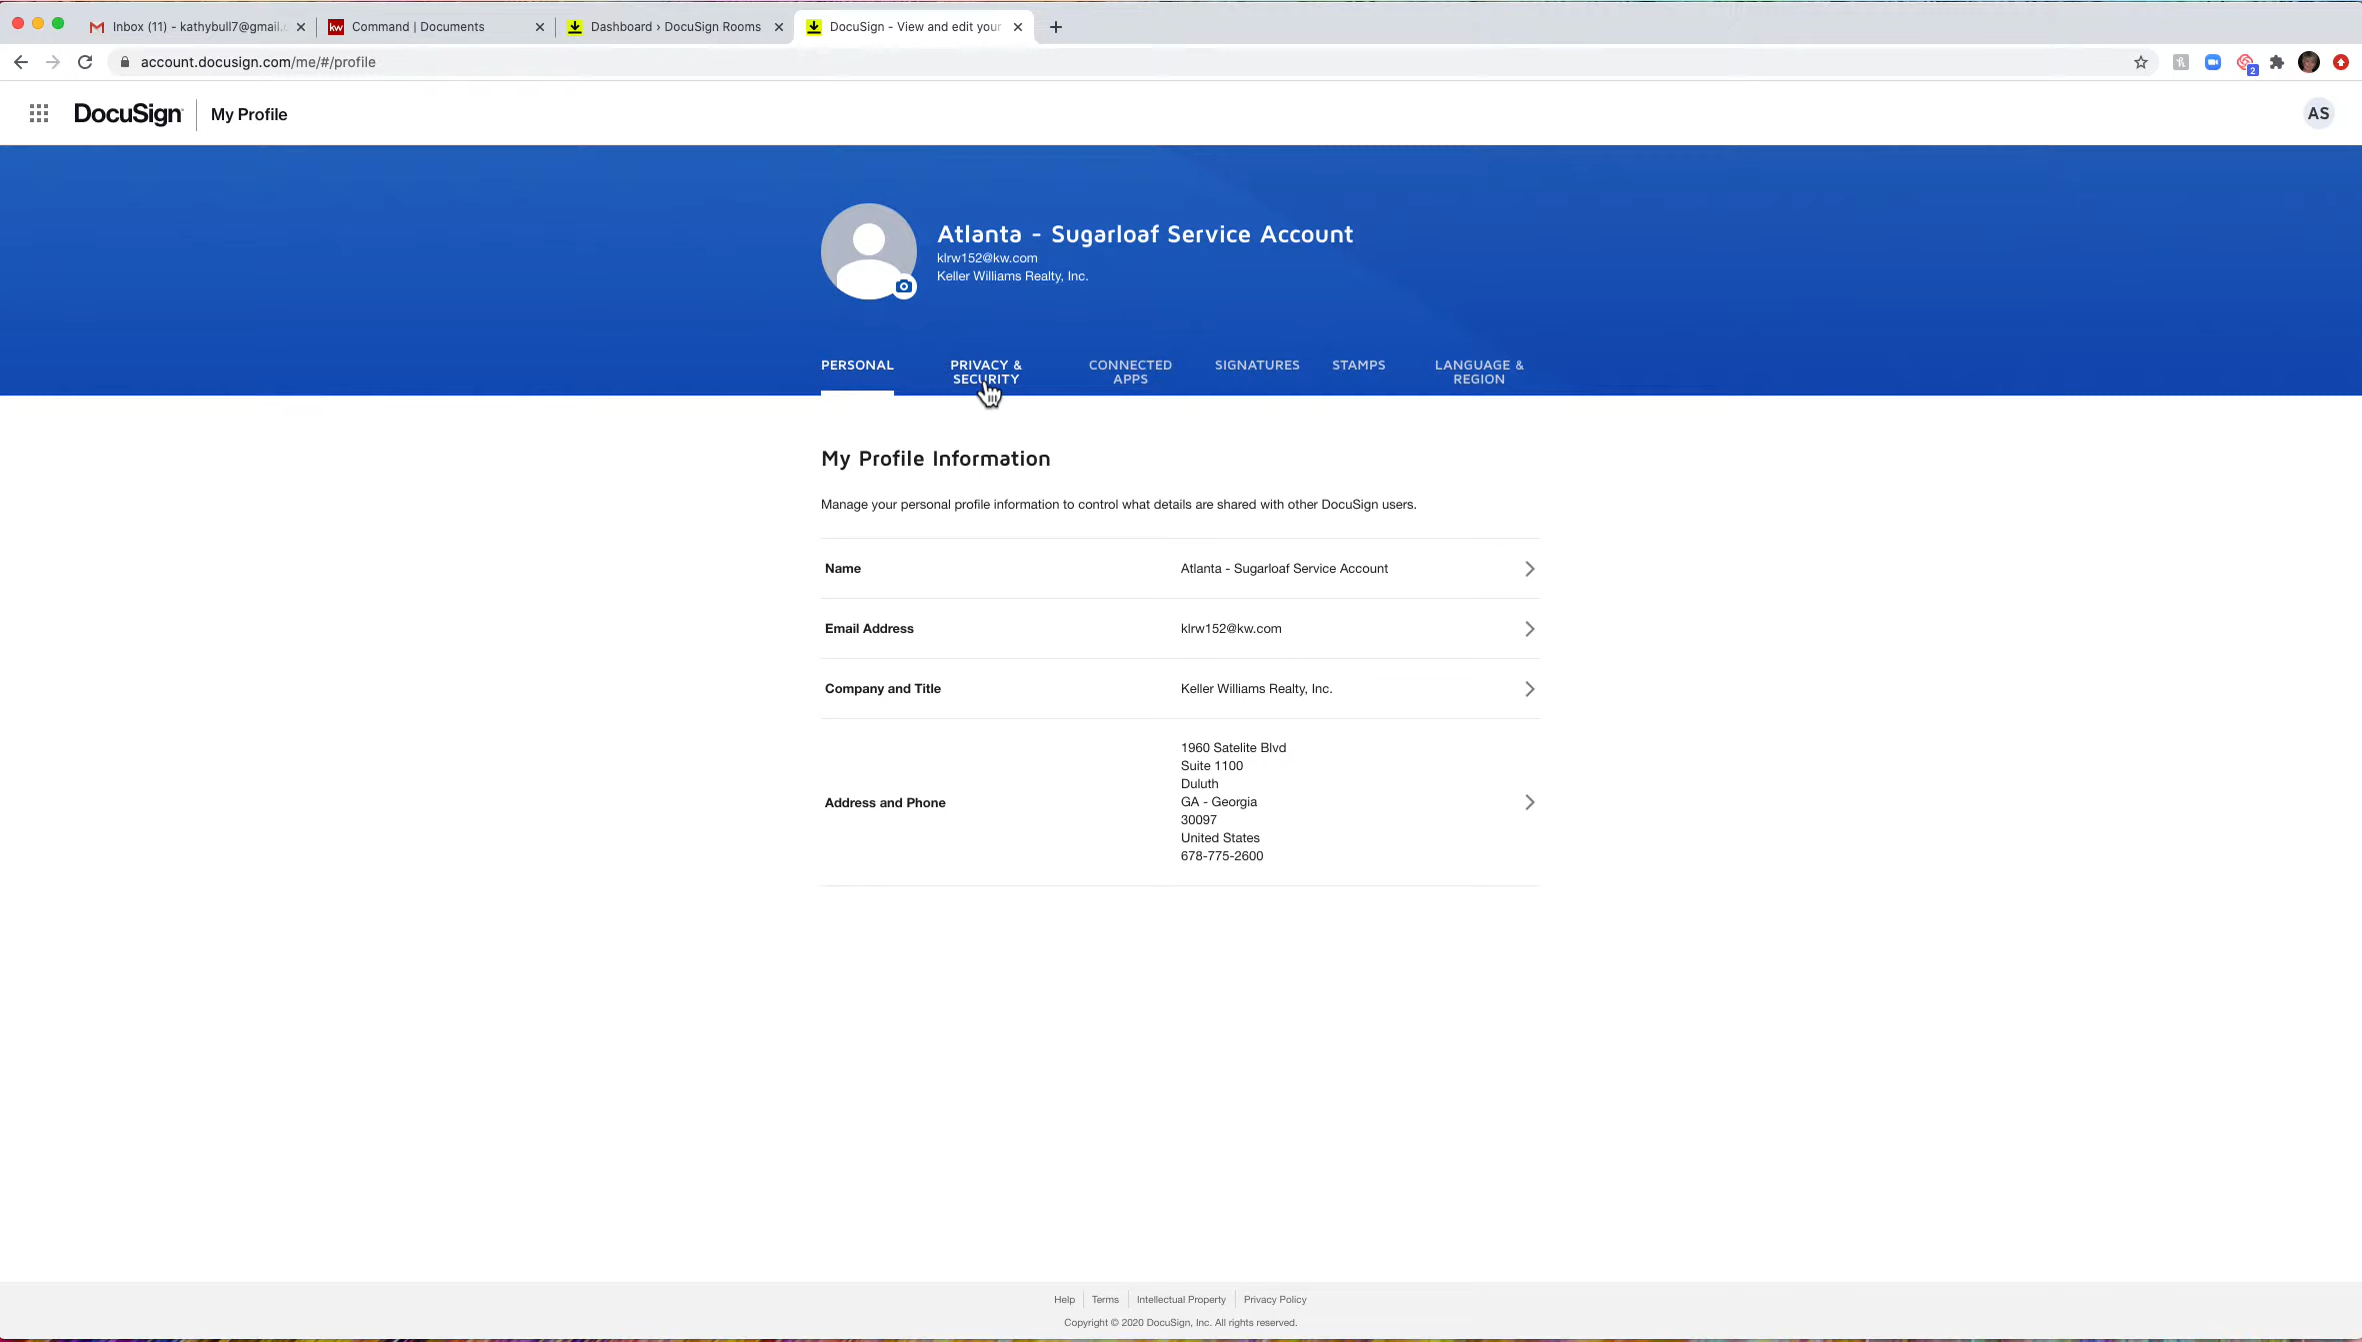 Inbox (11) - kathybull7@gmail.
Command | Documents
Dashboard › DocuSign Rooms
DocuSign - View and edit your
account.docusign.com/me/#/profile
2
DocuSign
My Profile
AS
Atlanta - Sugarloaf Service Account
klrw152@kw.com
Keller Williams Realty, Inc.
PERSONAL
PRIVACY &
SECURITY
CONNECTED
APPS
SIGNATURES
STAMPS
LANGUAGE &
REGION
My Profile Information
Manage your personal profile information to control what details are shared with other DocuSign users.
Name
Atlanta - Sugarloaf Service Account
Email Address
klrw152@kw.com
Company and Title
Keller Williams Realty, Inc.
Address and Phone
1960 Satelite Blvd
Suite 1100
Duluth
GA - Georgia
30097
United States
678-775-2600
Help
Terms
Intellectual Property
Privacy Policy
Copyright © 2020 DocuSign, Inc. All rights reserved.